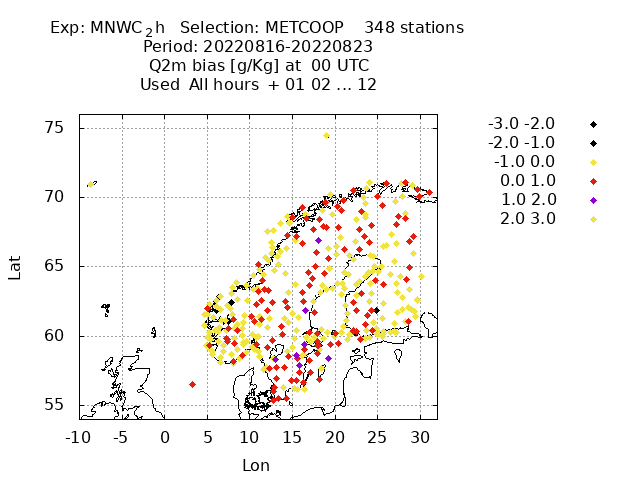 Exp: MNWC_2h   Selection: METCOOP    348 stations
Period: 20220816-20220823
Q2m bias [g/Kg] at  00 UTC
Used  All hours  + 01 02 ... 12
-3.0 -2.0
-2.0 -1.0
-1.0 0.0
0.0 1.0
1.0 2.0
2.0 3.0
75
70
65
60
55
Lat
-10 -5 0 5 10 15 20 25 30
Lon